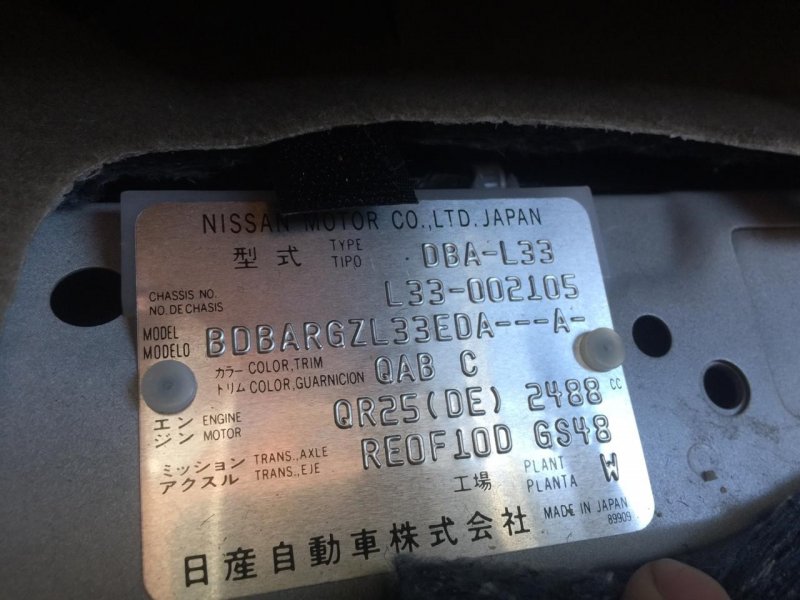 NISSAN MOTOR CO.,LTD. JAPAN
型式 TYPE TIPO DBA-L33
CHASSIS NO. NO. DE CHASIS L33-002105
MODEL MODELO BDBARGZL33EDA---A-
カラー COLOR,TRIM トリム COLOR,GUARNICION QAB C
エンジン ENGINE MOTOR QR25(DE) 2488 CC
ミッション TRANS.,AXLE アクスル TRANS.,EJE RE0F10D GS48
工場 PLANT PLANTA W
MADE IN JAPAN
日産自動車株式会社 89909